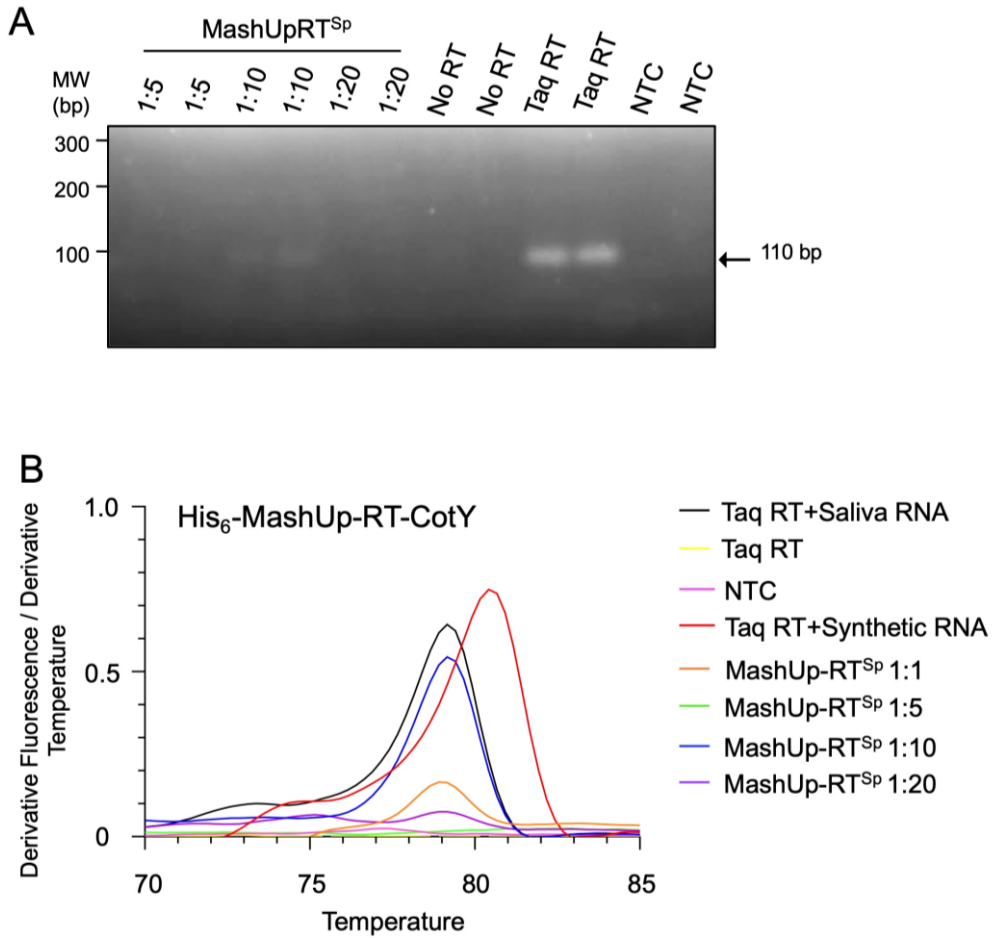 A
MashUpRTSp
MW
(bp)
1:5
1:5
1:10
1:10
1:20
1:20
No RT
No RT
Taq RT
Taq RT
NTC
NTC
300
200
100
110 bp
B
Derivative Fluorescence / Derivative
Temperature
1.0
0.5
0
His6-MashUp-RT-CotY
70
75
80
85
Temperature
Taq RT+Saliva RNA
Taq RT
NTC
Taq RT+Synthetic RNA
MashUp-RTSp 1:1
MashUp-RTSp 1:5
MashUp-RTSp 1:10
MashUp-RTSp 1:20